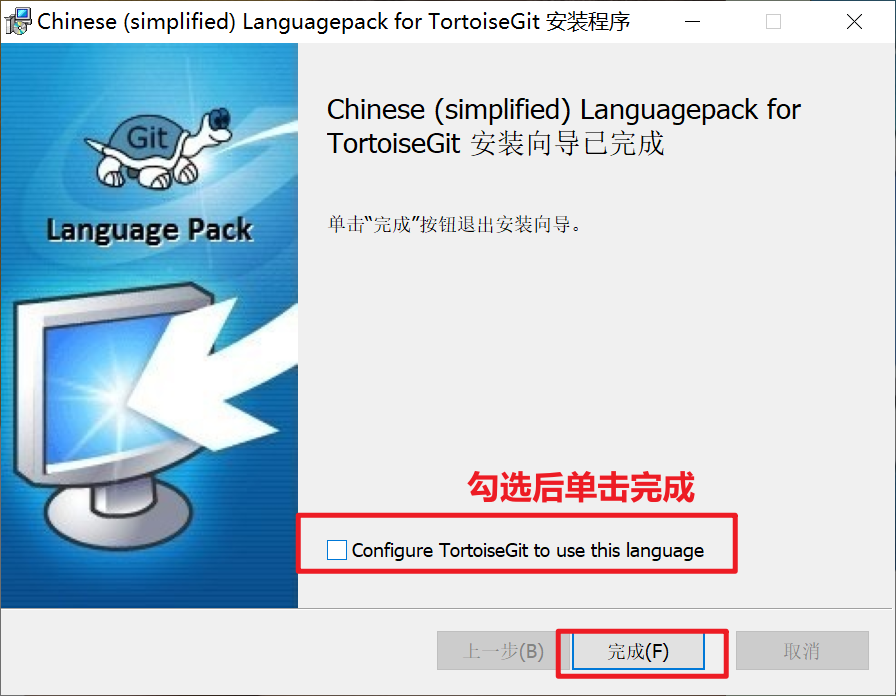 Chinese (simplified) Languagepack for TortoiseGit 安装程序
Git
Language Pack
Chinese (simplified) Languagepack for
TortoiseGit 安装向导已完成
单击“完成”按钮退出安装向导。
勾选后单击完成
Configure TortoiseGit to use this language
上一步(B)
完成(F)
取消